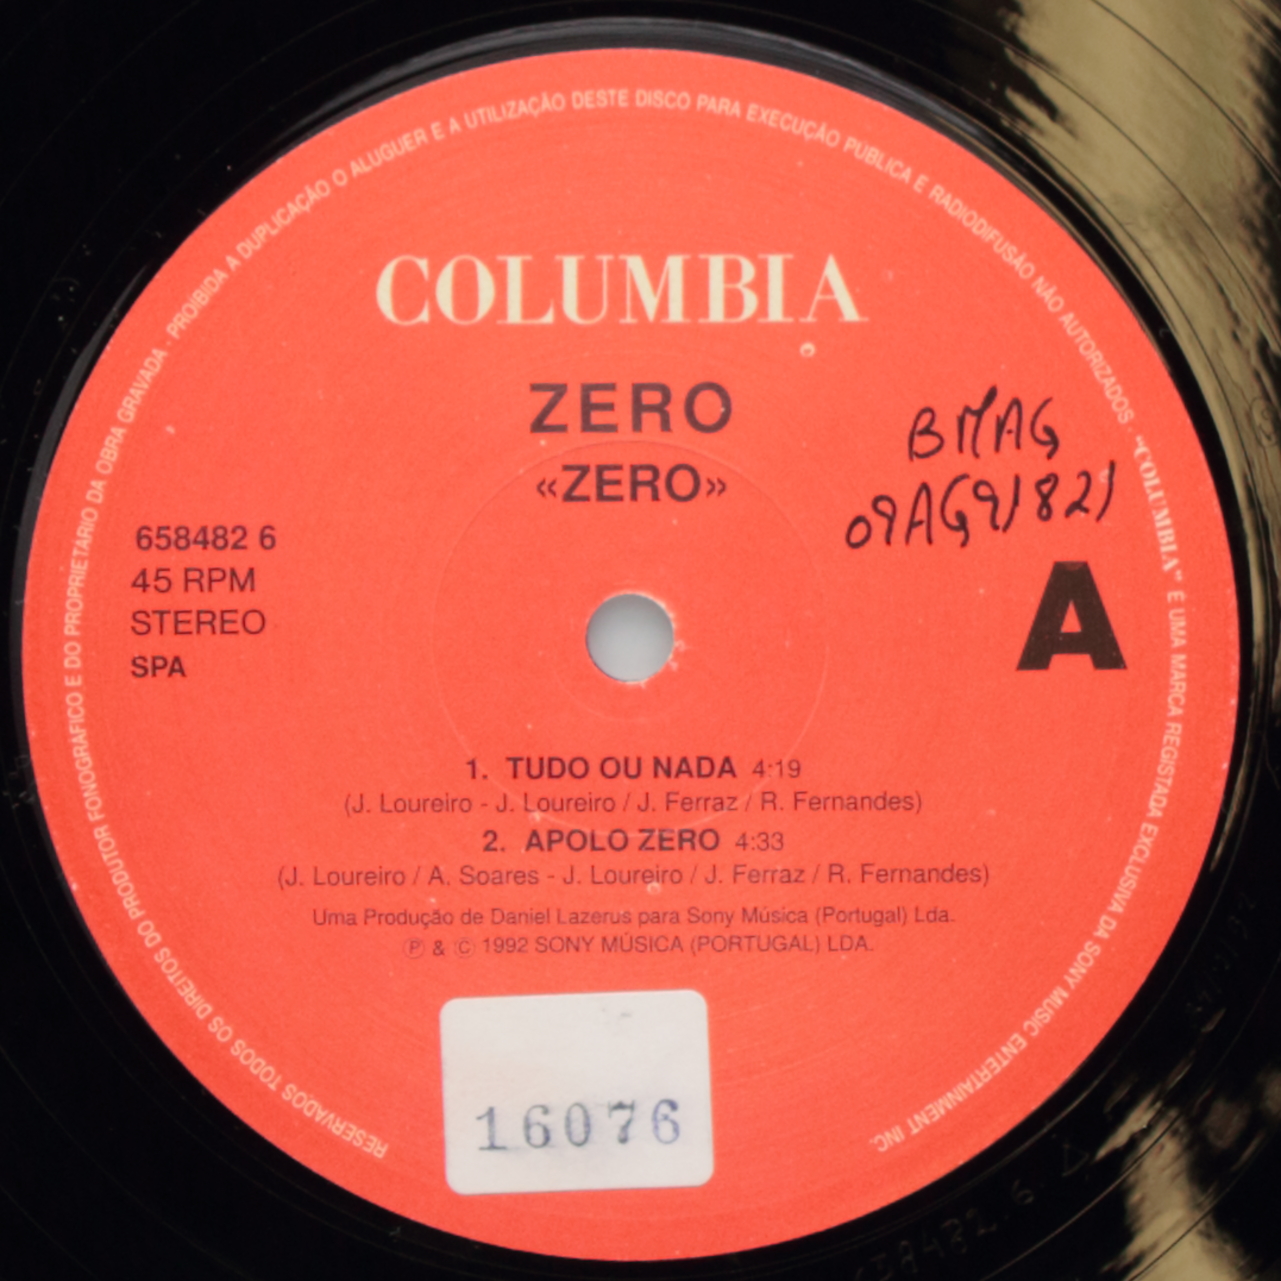 RESERVADOS TODOS OS DIREITOS DO PRODUTOR FONOGRÁFICO E DO PROPRIETARIO DA OBRA GRAVADA · PROIBIDA A DUPLICAÇÃO O ALUGUER E A UTILIZAÇÃO DESTE DISCO PARA EXECUÇÃO PUBLICA E RADIODIFUSÃO NÃO AUTORIZADOS · "COLUMBIA" E UMA MARCA REGISTADA EXCLUSIVA DA SONY MUSIC ENTERTAINMENT INC.
COLUMBIA
ZERO
«ZERO»
BMAG
09AG91821
658482 6
45 RPM
STEREO
SPA
A
1. TUDO OU NADA 4:19
(J. Loureiro - J. Loureiro / J. Ferraz / R. Fernandes)
2. APOLO ZERO 4:33
(J. Loureiro / A. Soares - J. Loureiro / J. Ferraz / R. Fernandes)
Uma Produção de Daniel Lazerus para Sony Música (Portugal) Lda.
Ⓟ & © 1992 SONY MÚSICA (PORTUGAL) LDA.
16076